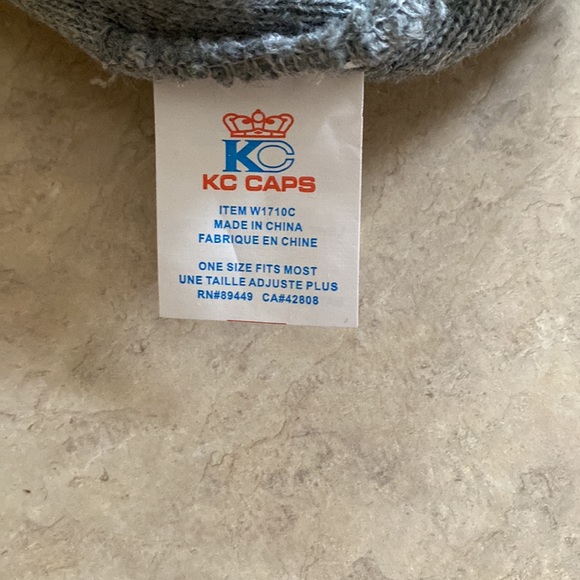 KC
KC CAPS
ITEM W1710C
MADE IN CHINA
FABRIQUE EN CHINE
ONE SIZE FITS MOST
UNE TAILLE ADJUSTE PLUS
RN#89449 CA#42808